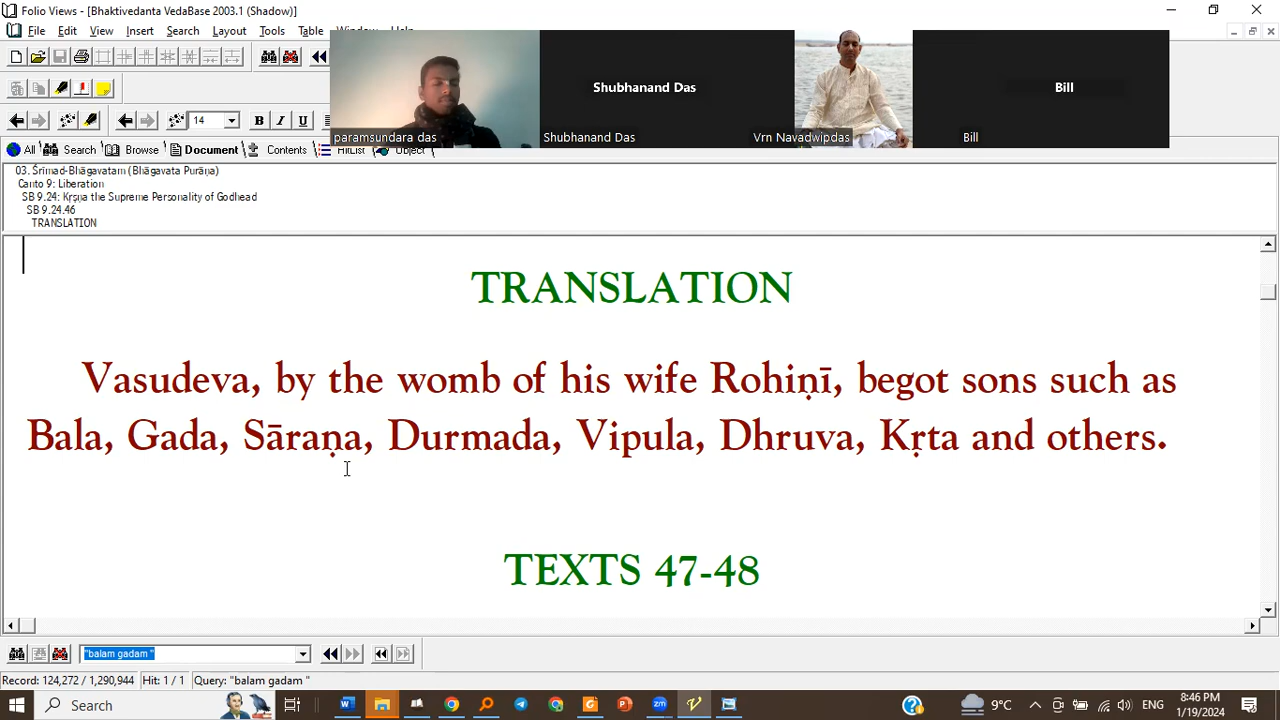 Folio Views - [Bhaktivedanta VedaBase 2003.1 (Shadow)]
File Edit View Insert Search Layout Tools Table Window Help
14 B I U
All Search Browse Document Contents HitList Object
Shubhanand Das
Bill
paramsundara das
Shubhanand Das
Vrn Navadwipdas
Bill
03. Śrīmad-Bhāgavatam (Bhāgavata Purāṇa)
Canto 9: Liberation
SB 9.24: Kṛṣṇa the Supreme Personality of Godhead
SB 9.24.46
TRANSLATION
TRANSLATION
Vasudeva, by the womb of his wife Rohiṇī, begot sons such as
Bala, Gada, Sāraṇa, Durmada, Vipula, Dhruva, Kṛta and others.
TEXTS 47-48
"balam gadam "
Record: 124,272 / 1,290,944 Hit: 1 / 1 Query: "balam gadam "
Search
9°C
ENG
8:46 PM
1/19/2024